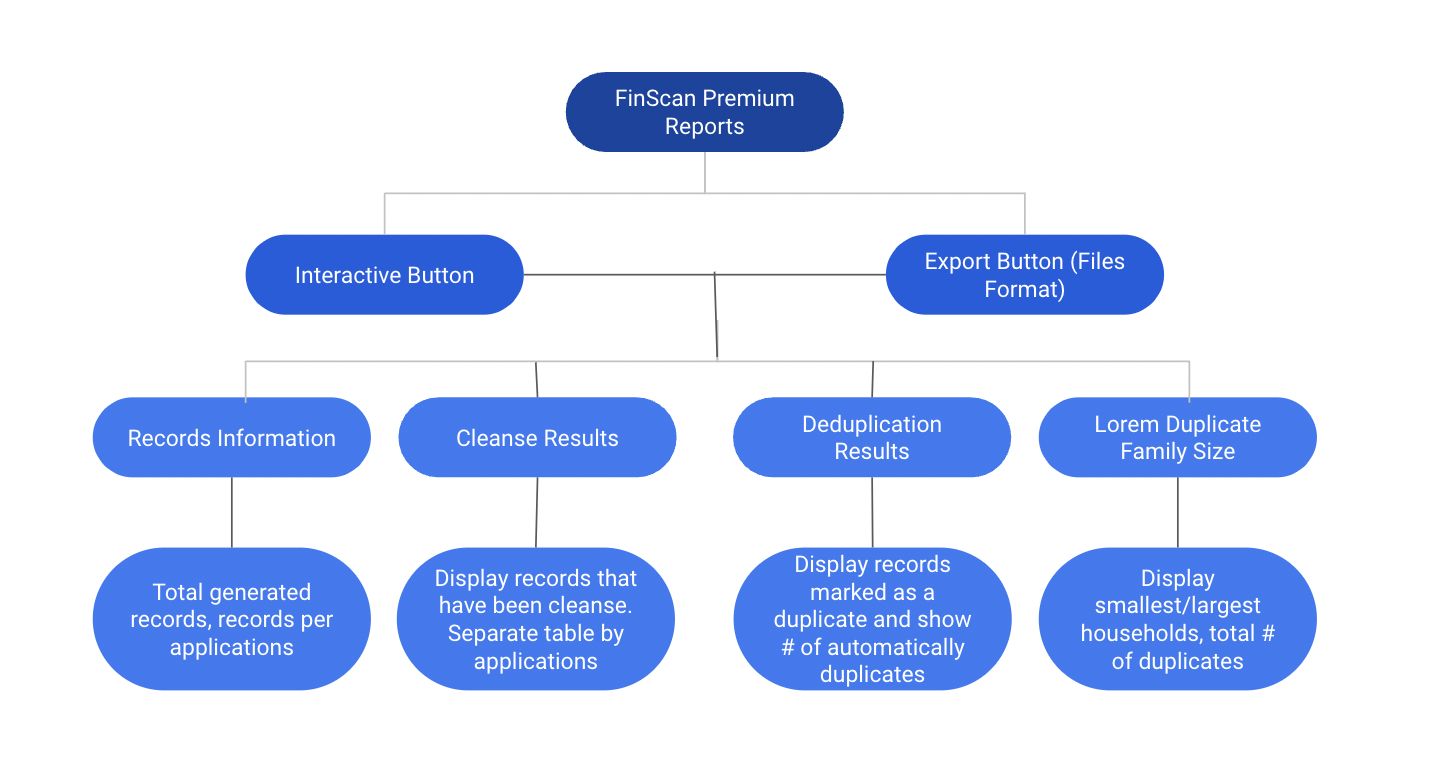 FinScan Premium
Reports
Interactive Button
Export Button (Files
Format)
Records Information
Cleanse Results
Deduplication
Results
Lorem Duplicate
Family Size
Total generated
records, records per
applications
Display records that
have been cleanse.
Separate table by
applications
Display records
marked as a
duplicate and show
# of automatically
duplicates
Display
smallest/largest
households, total #
of duplicates